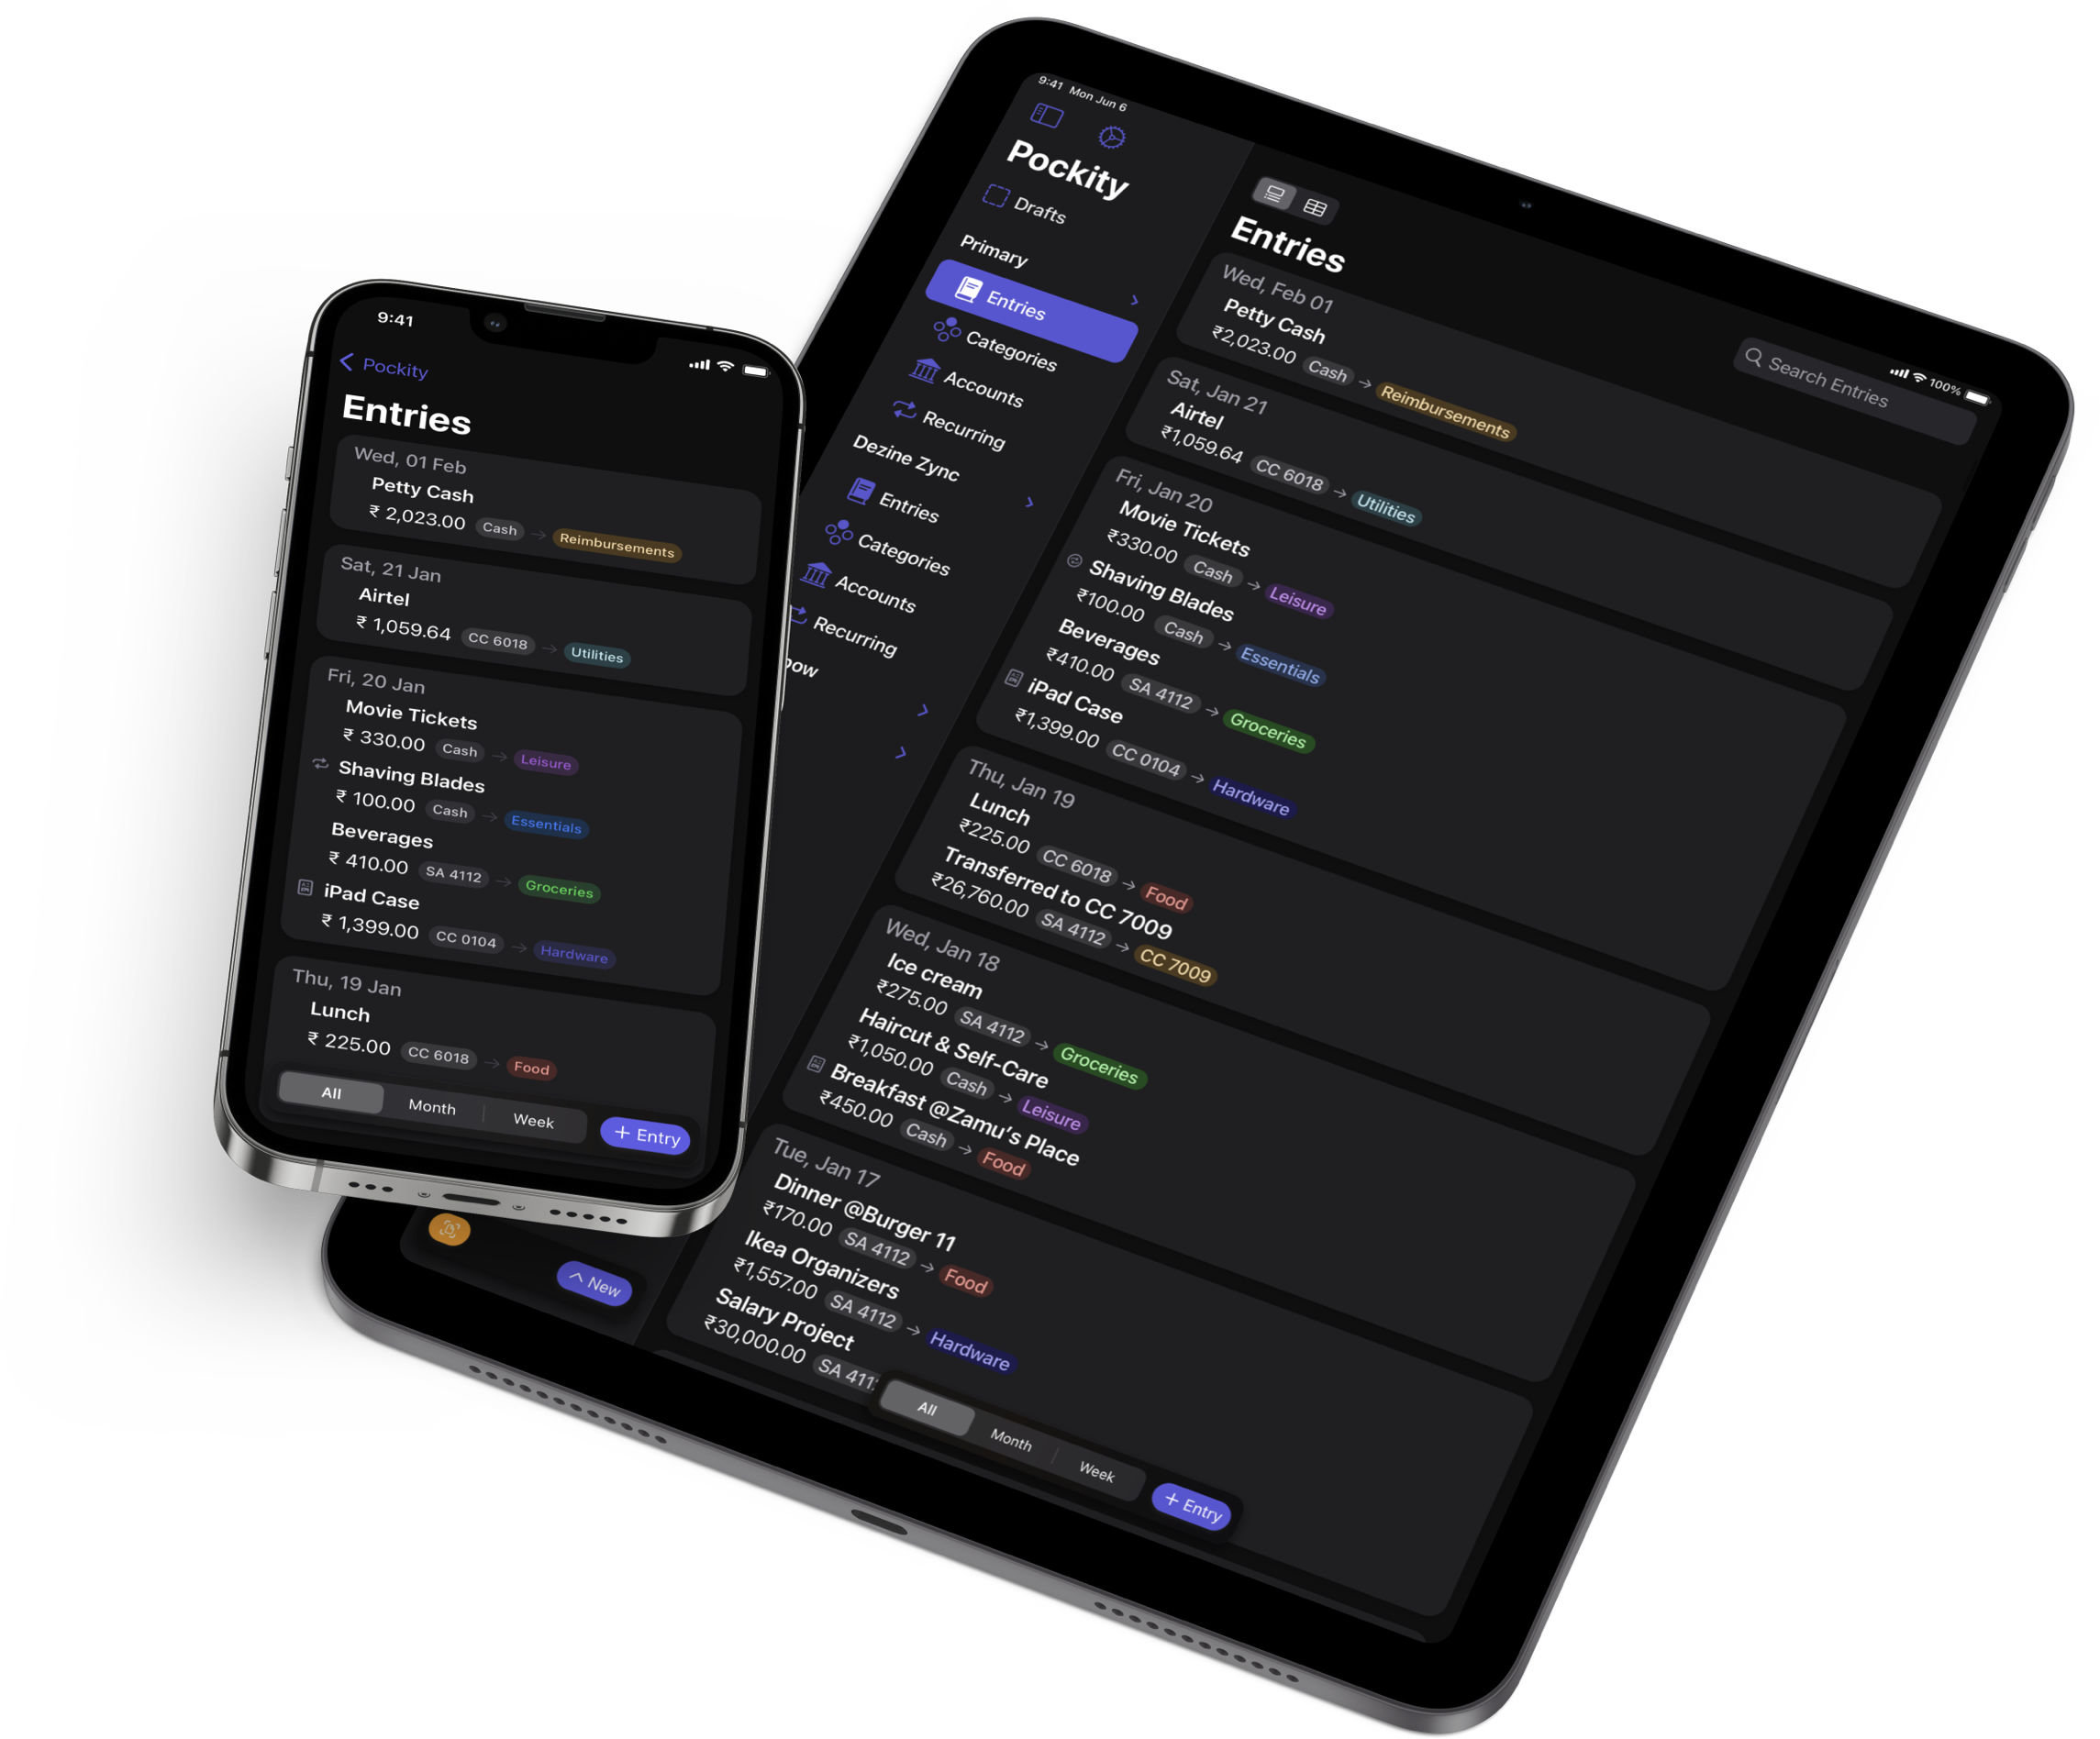 9:41
Pockity
Entries
Wed, 01 Feb
Petty Cash
₹ 2,023.00 Cash → Reimbursements
Sat, 21 Jan
Airtel
₹ 1,059.64 CC 6018 → Utilities
Fri, 20 Jan
Movie Tickets
₹ 330.00 Cash → Leisure
Shaving Blades
₹ 100.00 Cash → Essentials
Beverages
₹ 410.00 SA 4112 → Groceries
iPad Case
₹ 1,399.00 CC 0104 → Hardware
Thu, 19 Jan
Lunch
₹ 225.00 CC 6018 → Food
All Month Week + Entry
9:41 Mon Jun 6
100%
Pockity
Drafts
Primary
Entries
Categories
Accounts
Recurring
Dezine Zync
Entries
Categories
Accounts
Recurring
New
Entries
Search Entries
Wed, Feb 01
Petty Cash
₹2,023.00 Cash → Reimbursements
Sat, Jan 21
Airtel
₹1,059.64 CC 6018 → Utilities
Fri, Jan 20
Movie Tickets
₹330.00 Cash → Leisure
Shaving Blades
₹100.00 Cash → Essentials
Beverages
₹410.00 SA 4112 → Groceries
iPad Case
₹1,399.00 CC 0104 → Hardware
Thu, Jan 19
Lunch
₹225.00 CC 6018 → Food
Transferred to CC 7009
₹26,760.00 SA 4112 → CC 7009
Wed, Jan 18
Ice cream
₹275.00 SA 4112 → Groceries
Haircut & Self-Care
₹1,050.00 Cash → Leisure
Breakfast @Zamu's Place
₹450.00 Cash → Food
Tue, Jan 17
Dinner @Burger 11
₹170.00 SA 4112 → Food
Ikea Organizers
₹1,557.00 SA 4112 → Hardware
Salary Project
₹30,000.00 SA 411
All Month Week + Entry